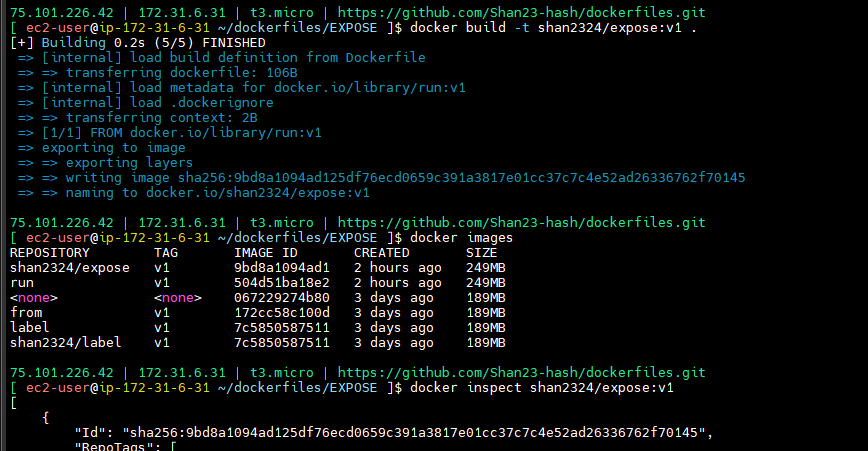 75.101.226.42 | 172.31.6.31 | t3.micro | https://github.com/Shan23-hash/dockerfiles.git
[ ec2-user@ip-172-31-6-31 ~/dockerfiles/EXPOSE ]$ docker build -t shan2324/expose:v1 .
[+] Building 0.2s (5/5) FINISHED
=> [internal] load build definition from Dockerfile
=> => transferring dockerfile: 106B
=> [internal] load metadata for docker.io/library/run:v1
=> [internal] load .dockerignore
=> => transferring context: 2B
=> [1/1] FROM docker.io/library/run:v1
=> exporting to image
=> => exporting layers
=> => writing image sha256:9bd8a1094ad125df76ecd0659c391a3817e01cc37c7c4e52ad26336762f70145
=> => naming to docker.io/shan2324/expose:v1
75.101.226.42 | 172.31.6.31 | t3.micro | https://github.com/Shan23-hash/dockerfiles.git
[ ec2-user@ip-172-31-6-31 ~/dockerfiles/EXPOSE ]$ docker images
REPOSITORY TAG IMAGE ID CREATED SIZE
shan2324/expose v1 9bd8a1094ad1 2 hours ago 249MB
run v1 504d51ba18e2 2 hours ago 249MB
<none> <none> 067229274b80 3 days ago 189MB
from v1 172cc58c100d 3 days ago 189MB
label v1 7c5850587511 3 days ago 189MB
shan2324/label v1 7c5850587511 3 days ago 189MB
75.101.226.42 | 172.31.6.31 | t3.micro | https://github.com/Shan23-hash/dockerfiles.git
[ ec2-user@ip-172-31-6-31 ~/dockerfiles/EXPOSE ]$ docker inspect shan2324/expose:v1
[
{
"Id": "sha256:9bd8a1094ad125df76ecd0659c391a3817e01cc37c7c4e52ad26336762f70145",
"RepoTags": [